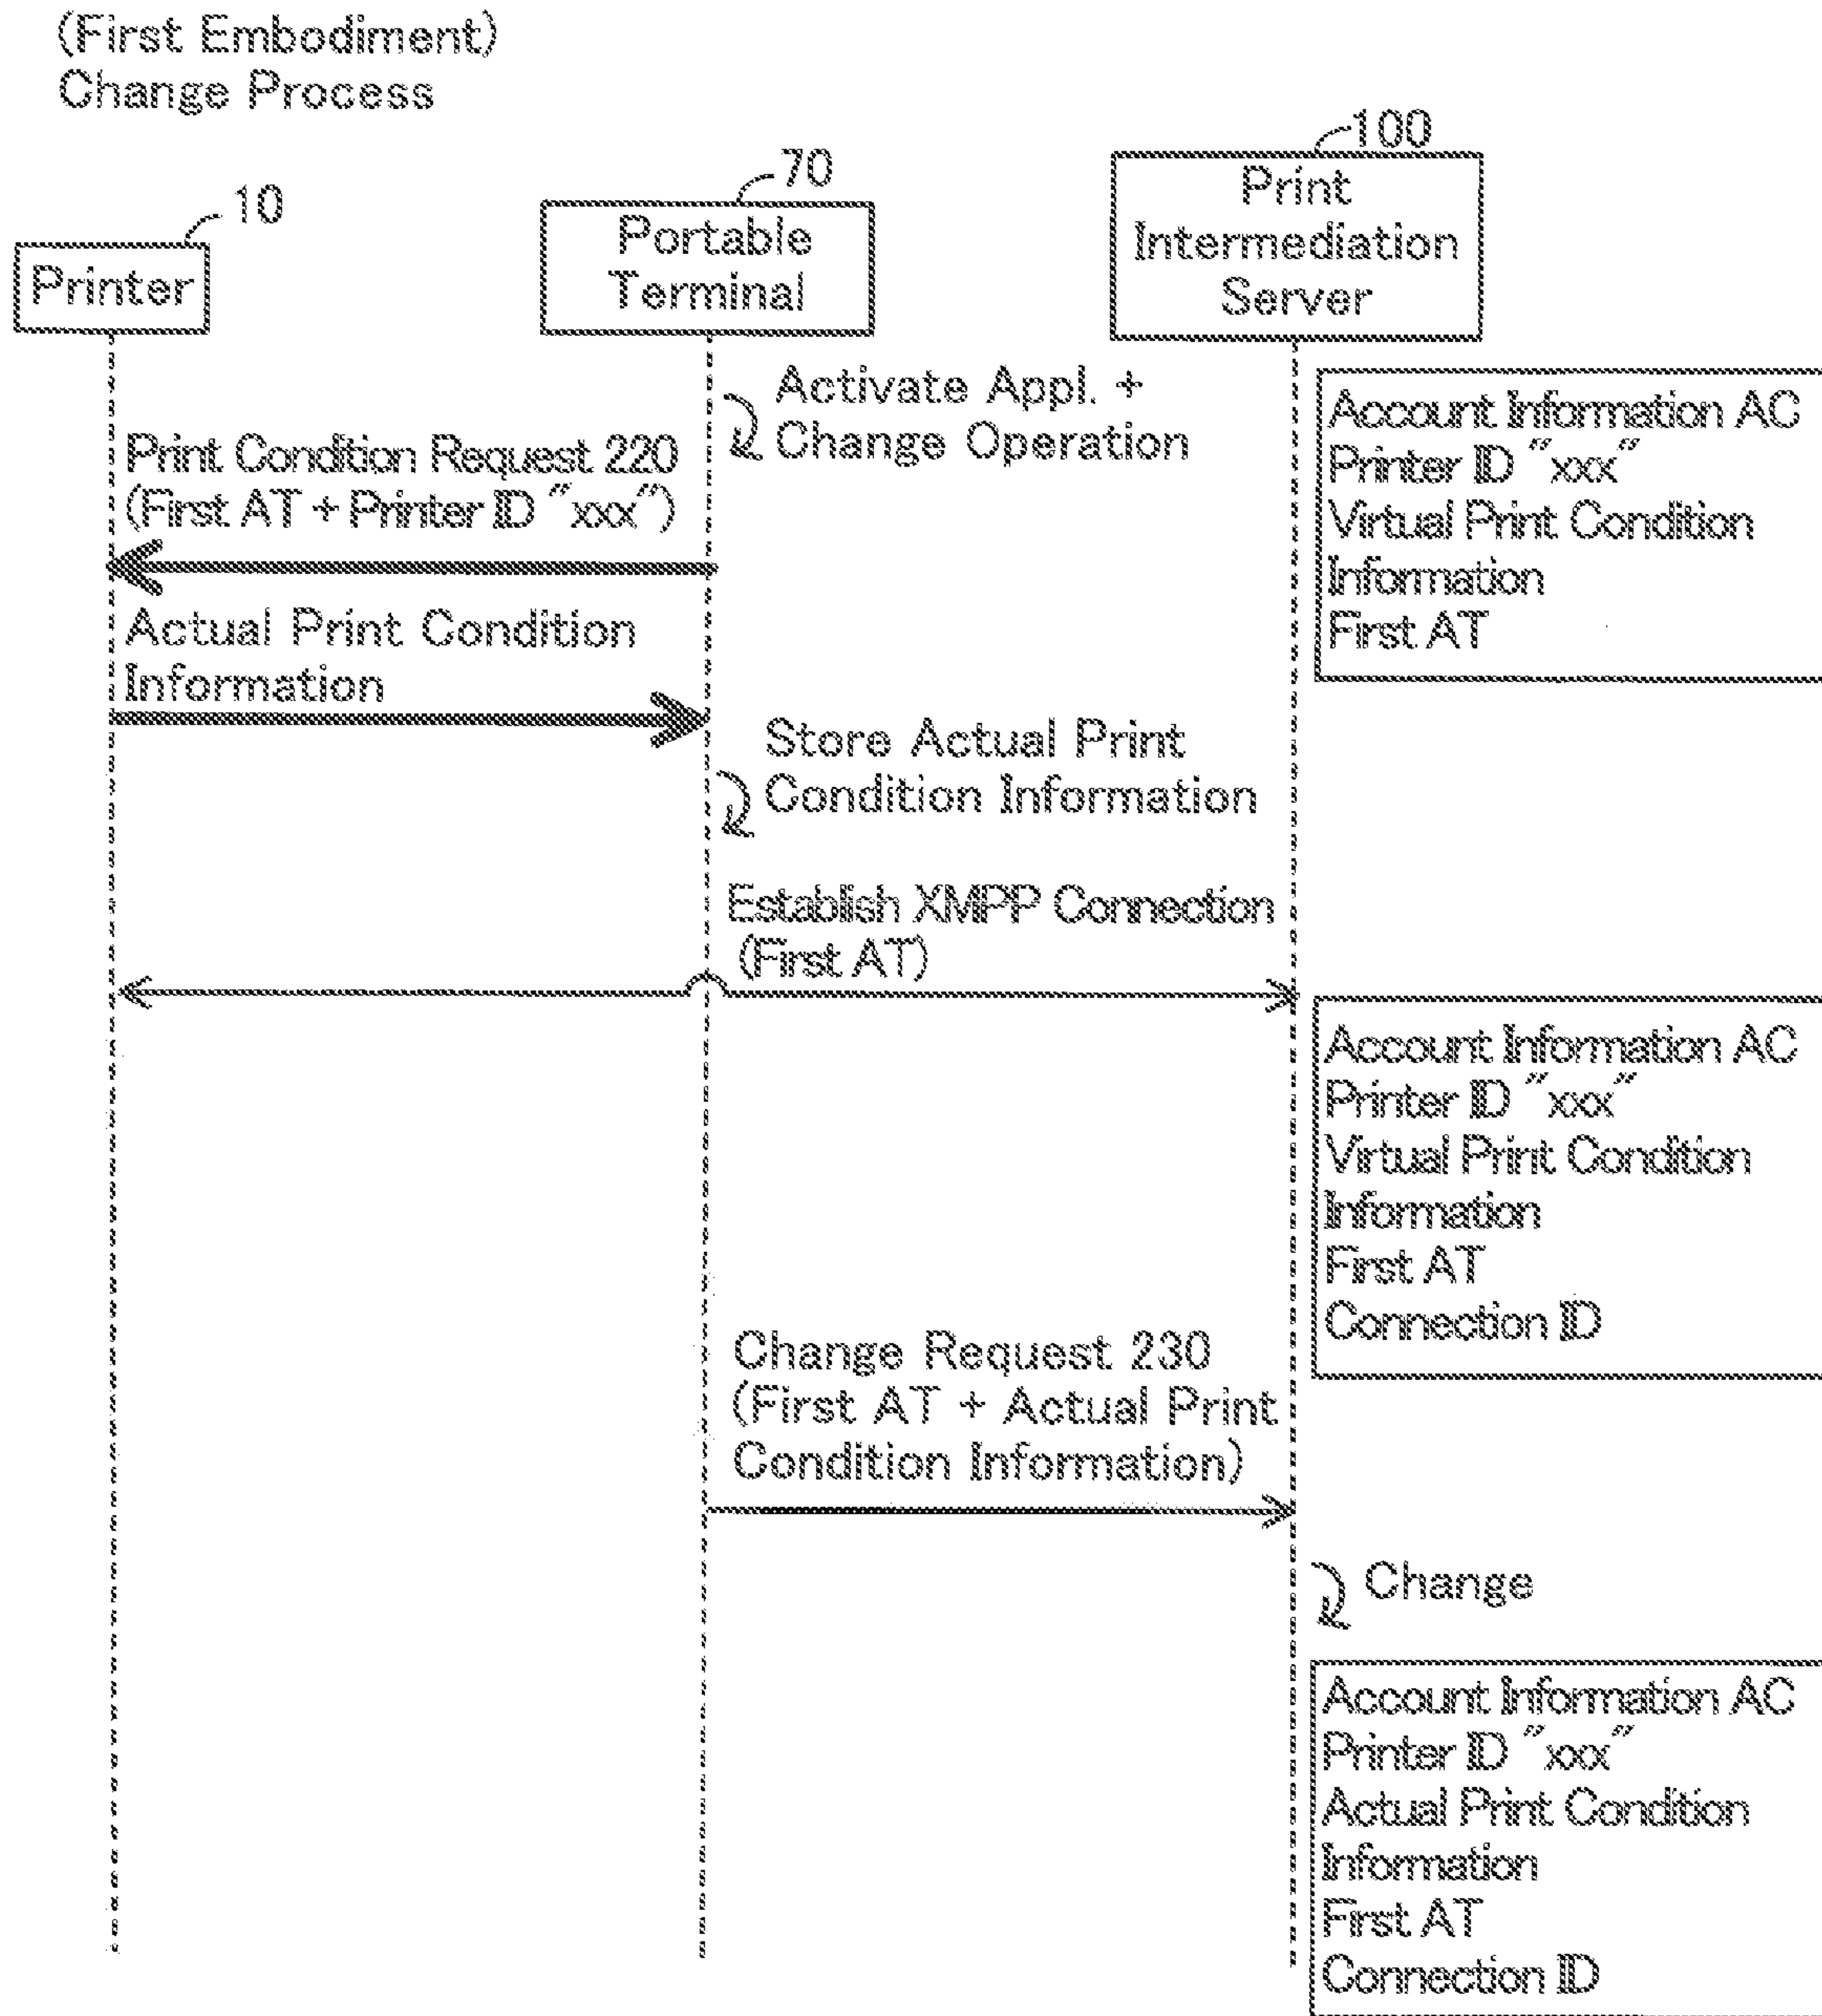 (First Embodiment)
Change Process
10
Printer
70
Portable
Terminal
100
Print
Intermediation
Server
Activate Appl. +
Change Operation
Account Information AC
Printer ID "xxx"
Virtual Print Condition
Information
First AT
Print Condition Request 220
(First AT + Printer ID "xxx")
Actual Print Condition
Information
Store Actual Print
Condition Information
Establish XMPP Connection
(First AT)
Account Information AC
Printer ID "xxx"
Virtual Print Condition
Information
First AT
Connection ID
Change Request 230
(First AT + Actual Print
Condition Information)
Change
Account Information AC
Printer ID "xxx"
Actual Print Condition
Information
First AT
Connection ID